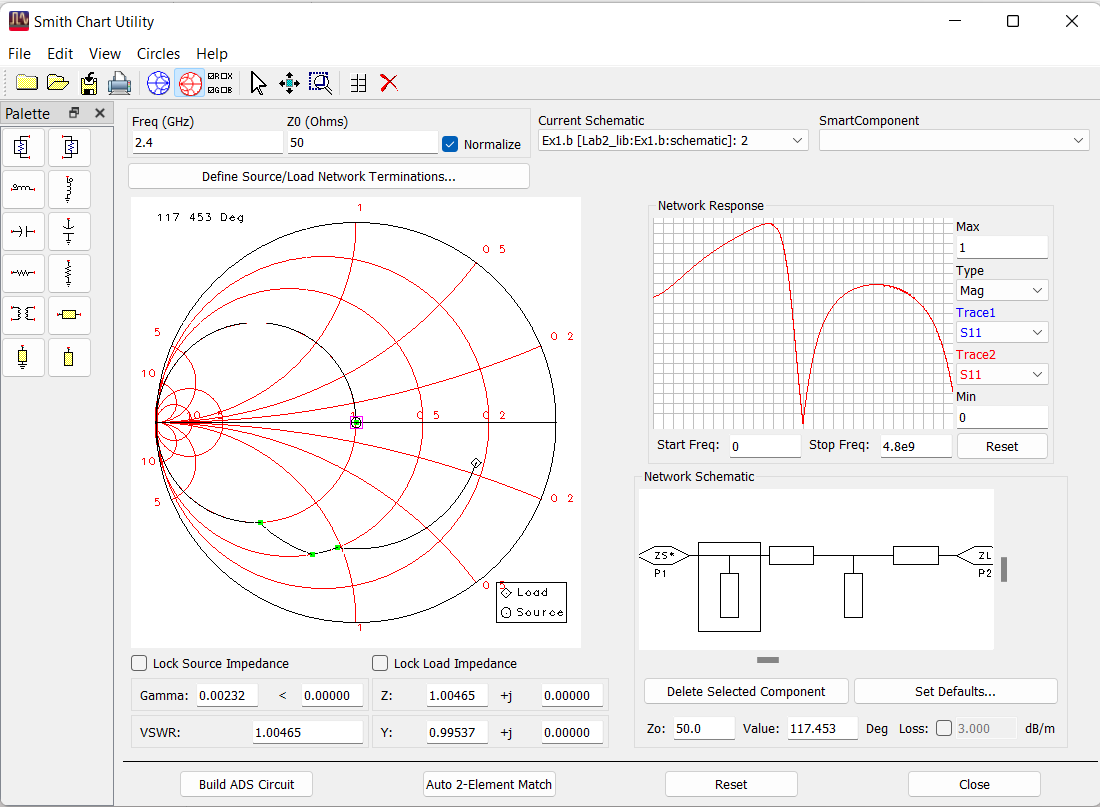 Smith Chart Utility
File Edit View Circles Help
Palette
Freq (GHz)
2.4
Z0 (Ohms)
50
Normalize
Current Schematic
Ex1.b [Lab2_lib:Ex1.b:schematic]: 2
SmartComponent
Define Source/Load Network Terminations...
117 453 Deg
1
0 5
0 2
5
10
10 5 1 0 5 0 2
10
5
0 2
0 5
1
Load
Source
Network Response
Max
1
Type
Mag
Trace1
S11
Trace2
S11
Min
0
Start Freq: 0 Stop Freq: 4.8e9 Reset
Network Schematic
ZS* ZL
P1 P2
Lock Source Impedance Lock Load Impedance
Gamma: 0.00232 < 0.00000 Z: 1.00465 +j 0.00000
VSWR: 1.00465 Y: 0.99537 +j 0.00000
Delete Selected Component Set Defaults...
Zo: 50.0 Value: 117.453 Deg Loss: 3.000 dB/m
Build ADS Circuit Auto 2-Element Match Reset Close